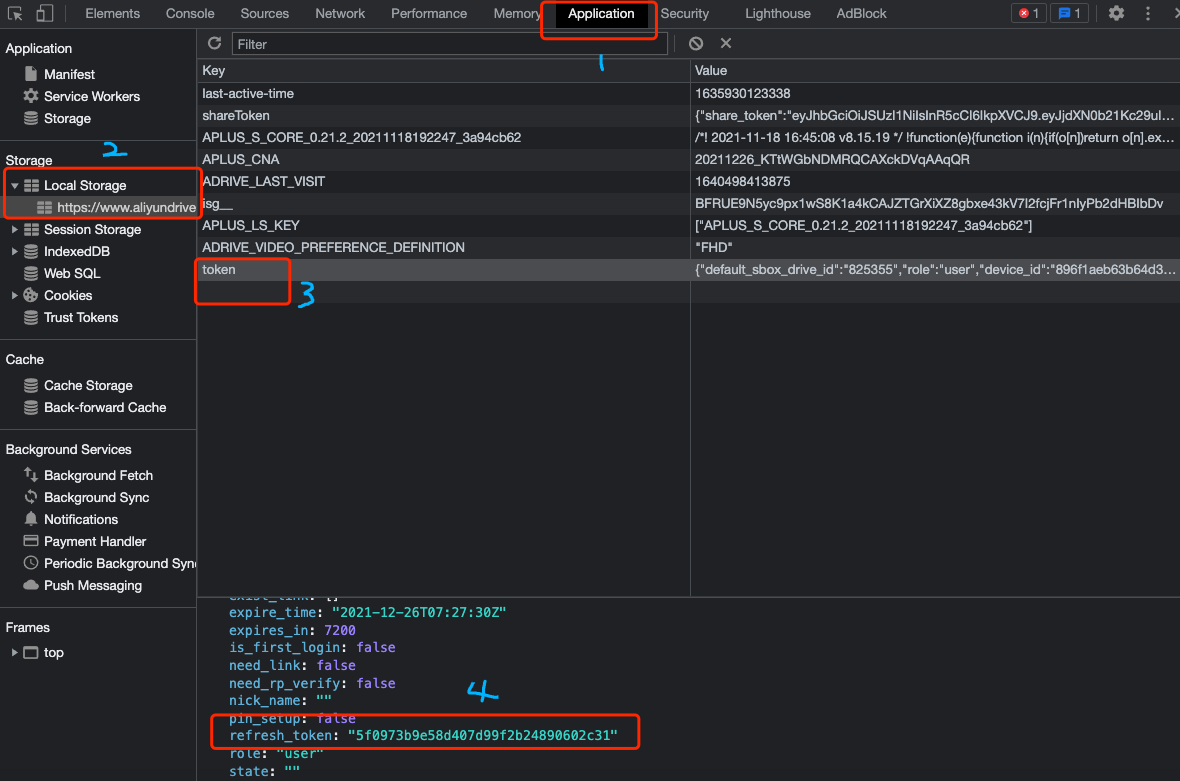 Elements Console Sources Network Performance Memory Application Security Lighthouse AdBlock 1 1
Application
Manifest
Service Workers
Storage
Storage
Local Storage
https://www.aliyundrive
Session Storage
IndexedDB
Web SQL
Cookies
Trust Tokens
Cache
Cache Storage
Back-forward Cache
Background Services
Background Fetch
Background Sync
Notifications
Payment Handler
Periodic Background Sync
Push Messaging
Frames
top
Filter
1
2
Key Value
last-active-time 1635930123338
shareToken {"share_token":"eyJhbGciOiJSUzI1NiIsInR5cCI6IkpXVCJ9.eyJjdXN0b21Kc29uI...
APLUS_S_CORE_0.21.2_20211118192247_3a94cb62 /*! 2021-11-18 16:45:08 v8.15.19 */ !function(e){function i(n){if(o[n])return o[n].ex...
APLUS_CNA 20211226_KTtWGbNDMRQCAXckDVqAAqQR
ADRIVE_LAST_VISIT 1640498413875
isg__ BFRUE9N5yc9px1wS8K1a4kCAJZTGrXiXZ8gbxe43kV7I2fcjFr1nIyPb2dHBIbDv
APLUS_LS_KEY ["APLUS_S_CORE_0.21.2_20211118192247_3a94cb62"]
ADRIVE_VIDEO_PREFERENCE_DEFINITION "FHD"
token {"default_sbox_drive_id":"825355","role":"user","device_id":"896f1aeb63b64d3...
3
exist_link: []
expire_time: "2021-12-26T07:27:30Z"
expires_in: 7200
is_first_login: false
need_link: false
need_rp_verify: false
nick_name: ""
4
pin_setup: false
refresh_token: "5f0973b9e58d407d99f2b24890602c31"
role: "user"
state: ""